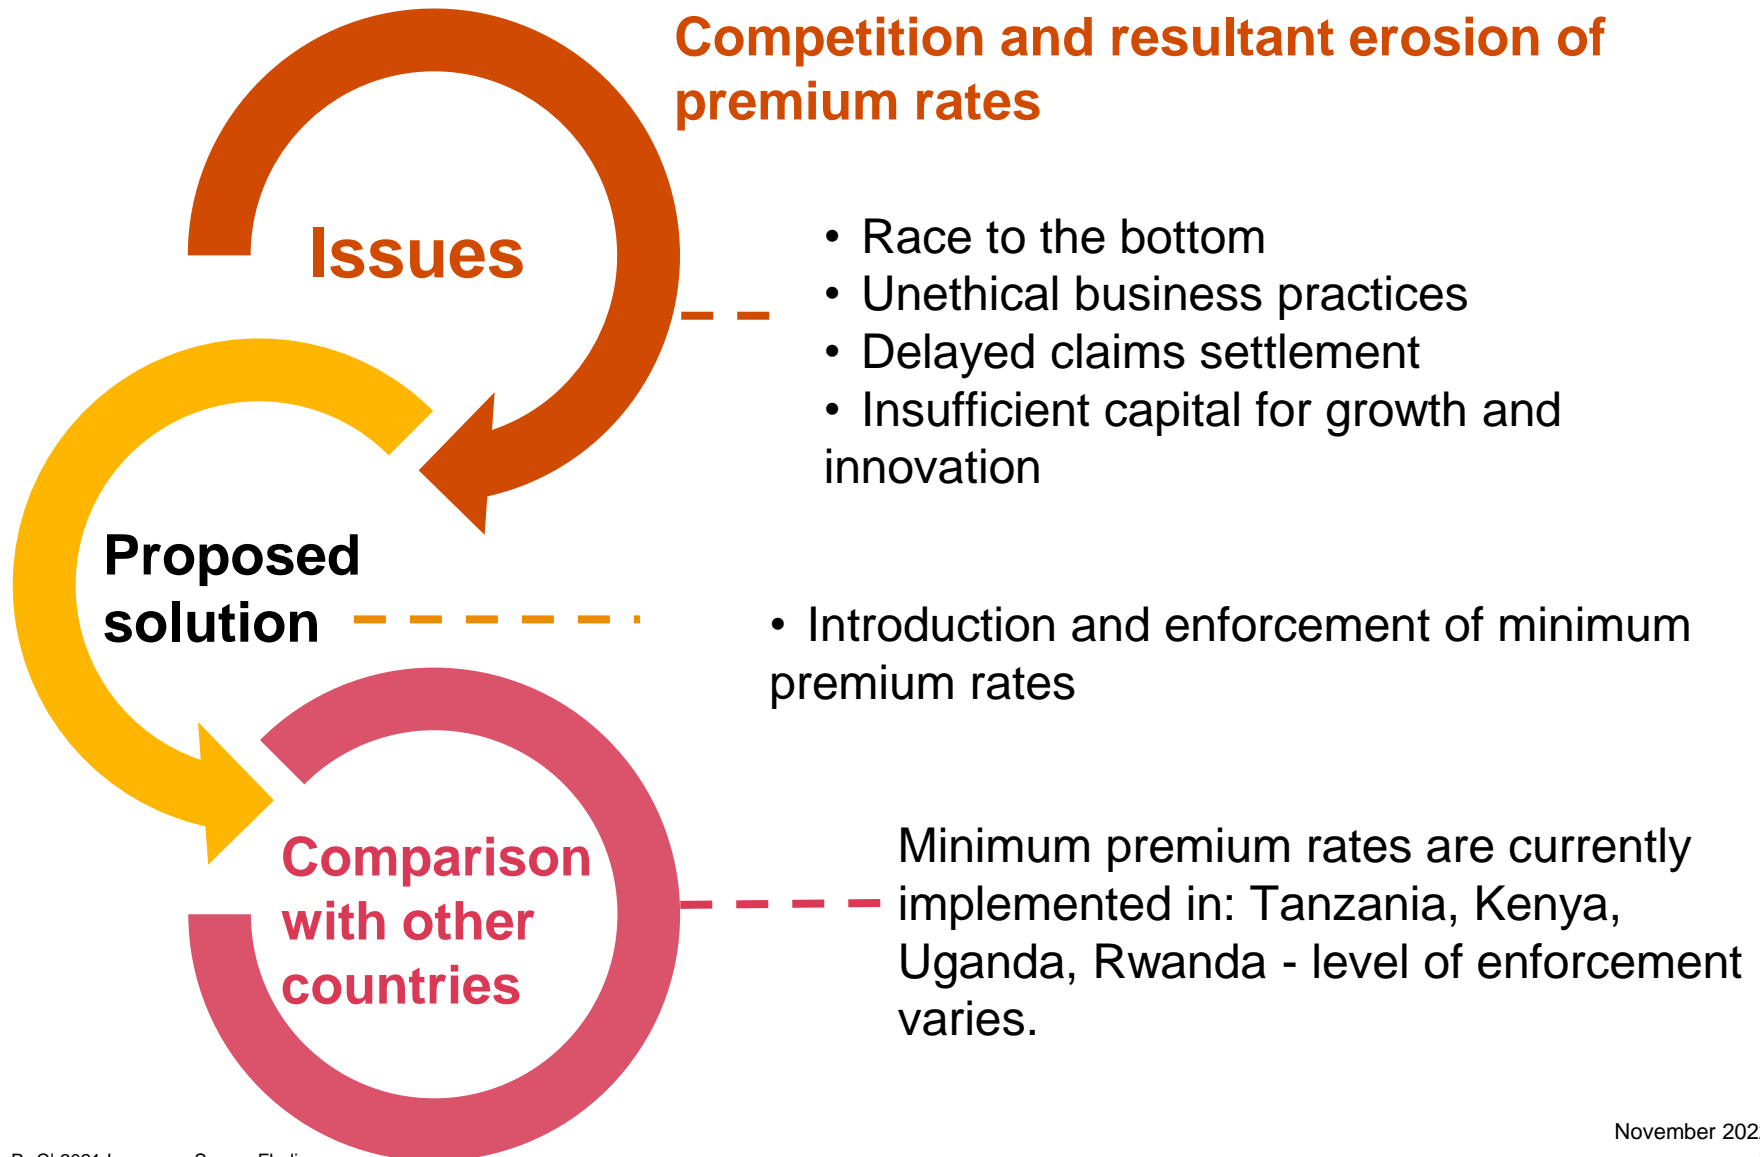 Competition and resultant erosion of
premium rates
Issues
• Race to the bottom
• Unethical business practices
• Delayed claims settlement
• Insufficient capital for growth and
innovation
Proposed
solution
• Introduction and enforcement of minimum
premium rates
Comparison
with other
countries
Minimum premium rates are currently
implemented in: Tanzania, Kenya,
Uganda, Rwanda - level of enforcement
varies.
November